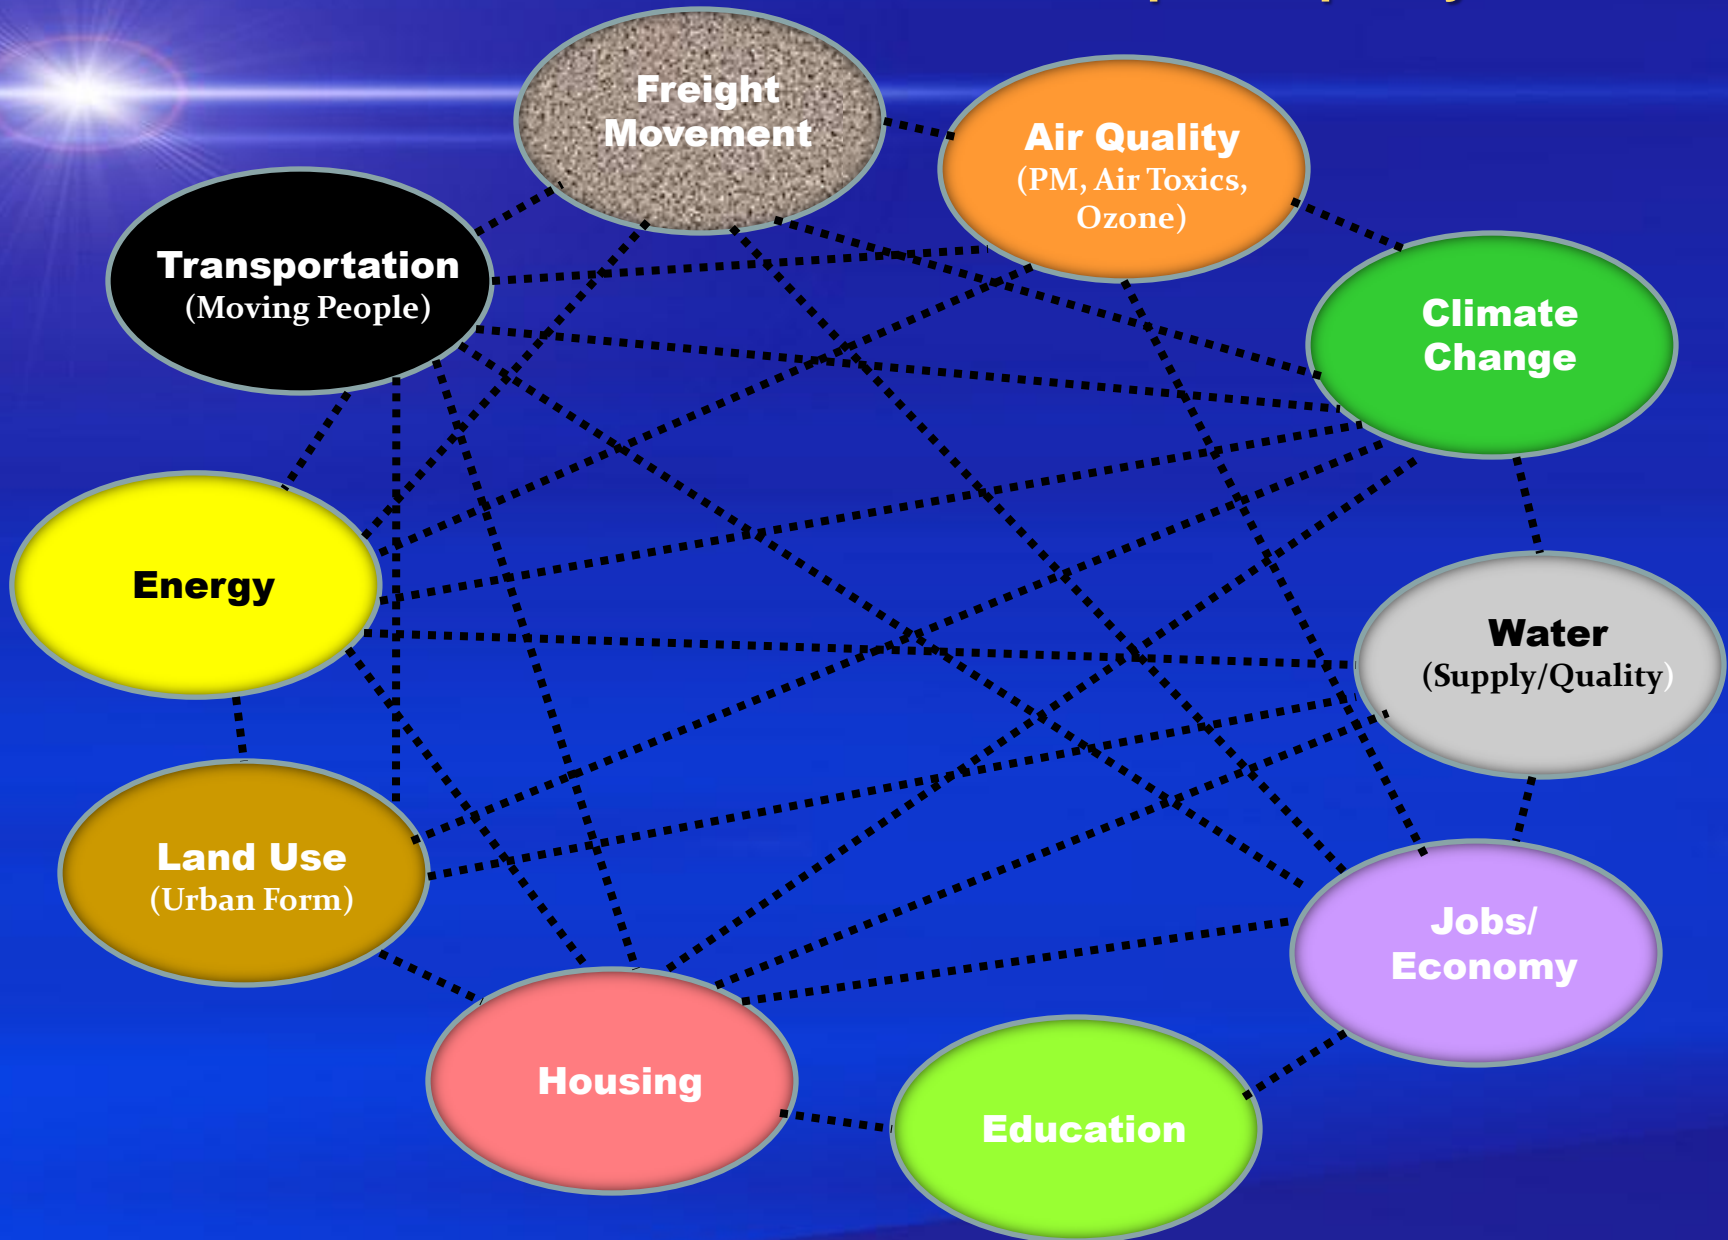 Freight
Movement
Air Quality
(PM, Air Toxics,
Ozone)
Transportation
(Moving People)
Climate
Change
Energy
Water
(Supply/Quality)
Land Use
(Urban Form)
Jobs/
Economy
Housing
Education